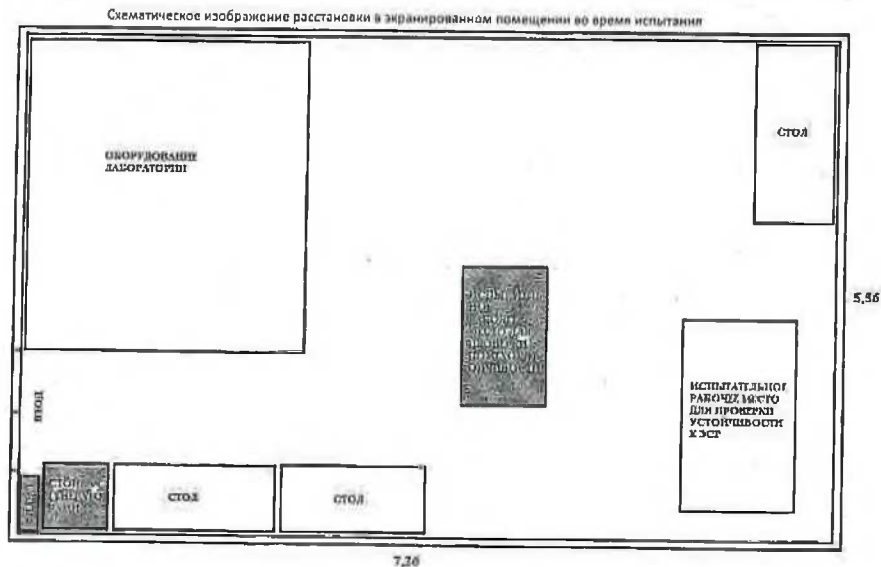 Схематическое изображение расстановки в экранированном помещении во время испытания
ОБОРУДОВАНИЕ
ЛАБОРАТОРИИ
СТОЛ
5,56
ИСПЫТАТЕЛЬНОЕ
РАБОЧЕЕ МЕСТО
ДЛЯ ПРОВЕРКИ
УСТОЙЧИВОСТИ
К ЭСР
ВХОД
СТОЛ
СТОЛ
7,26